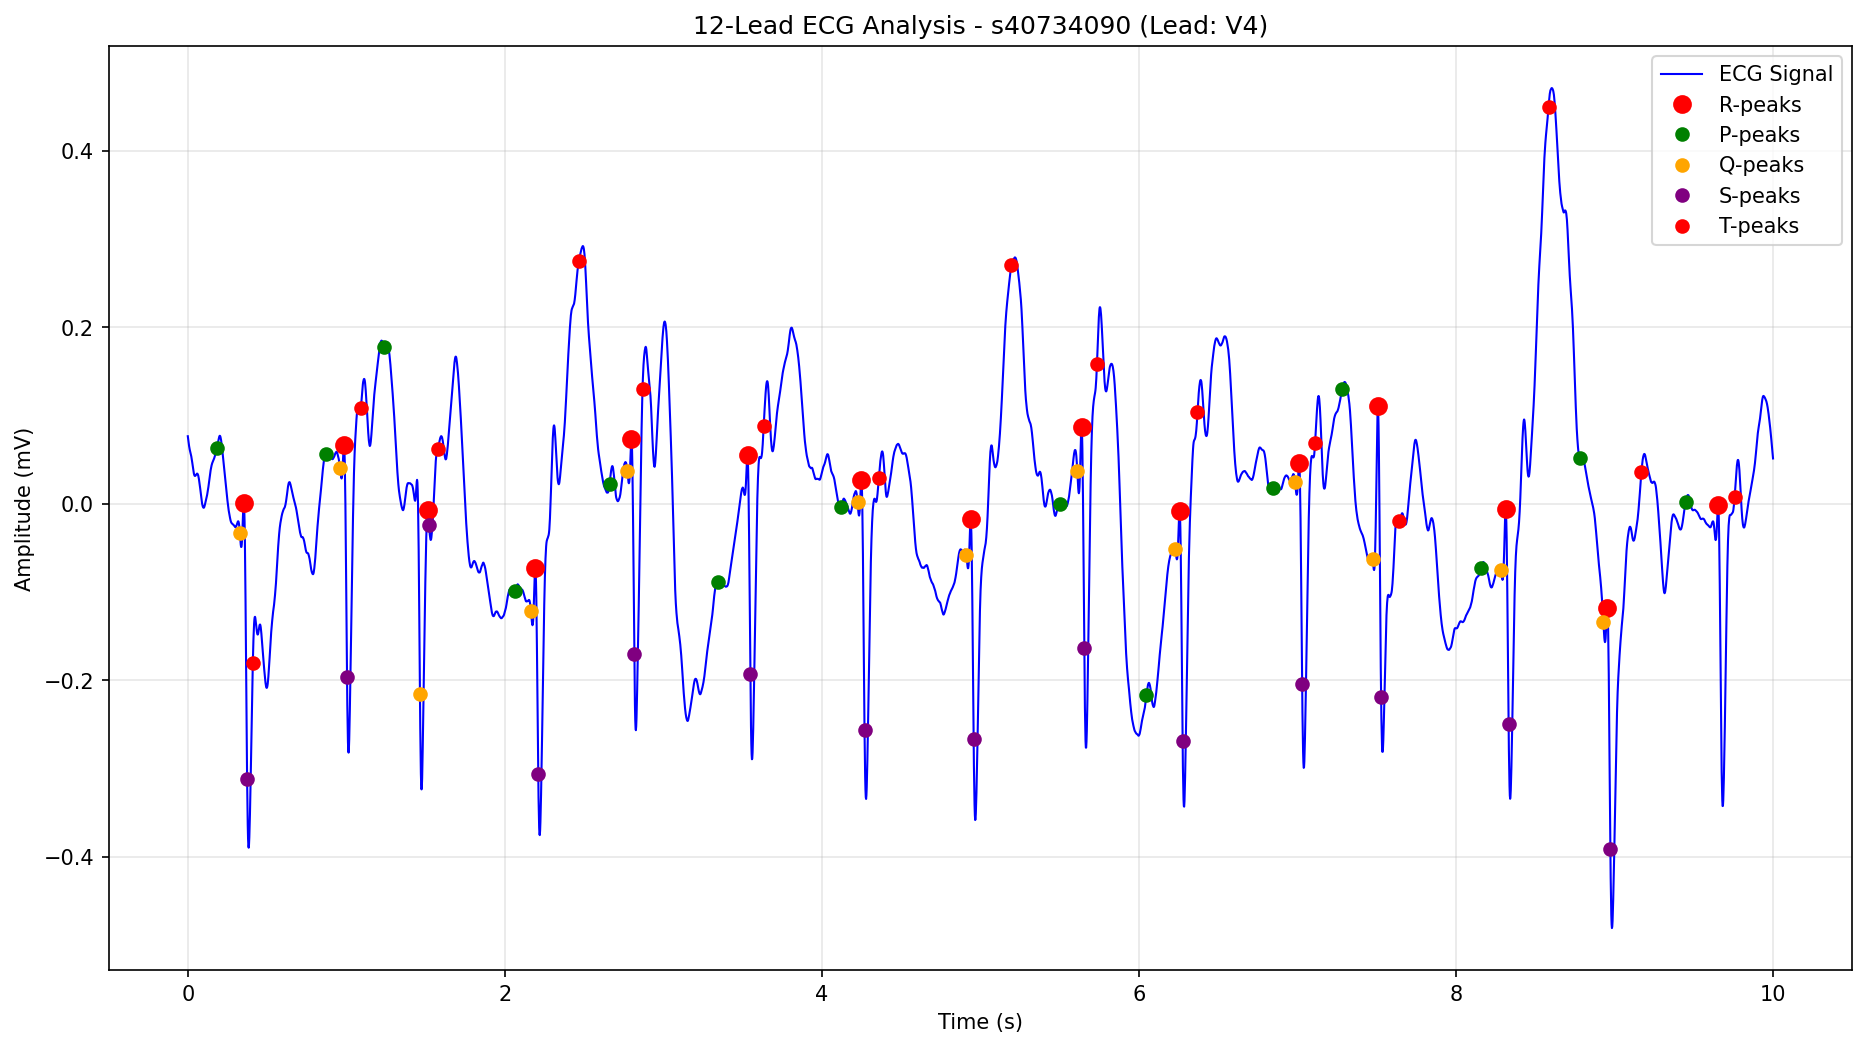 12-Lead ECG Analysis - s40734090 (Lead: V4)
ECG Signal
R-peaks
P-peaks
Q-peaks
S-peaks
T-peaks
Amplitude (mV)
0.4
0.2
0.0
−0.2
−0.4
0 2 4 6 8 10
Time (s)